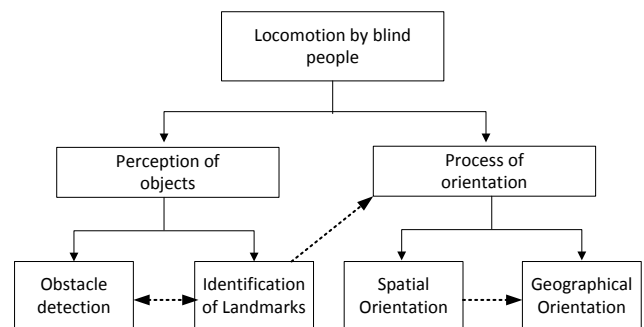 Locomotion by blind
people
Perception of
objects
Process of
orientation
Obstacle
detection
Identification
of Landmarks
Spatial
Orientation
Geographical
Orientation